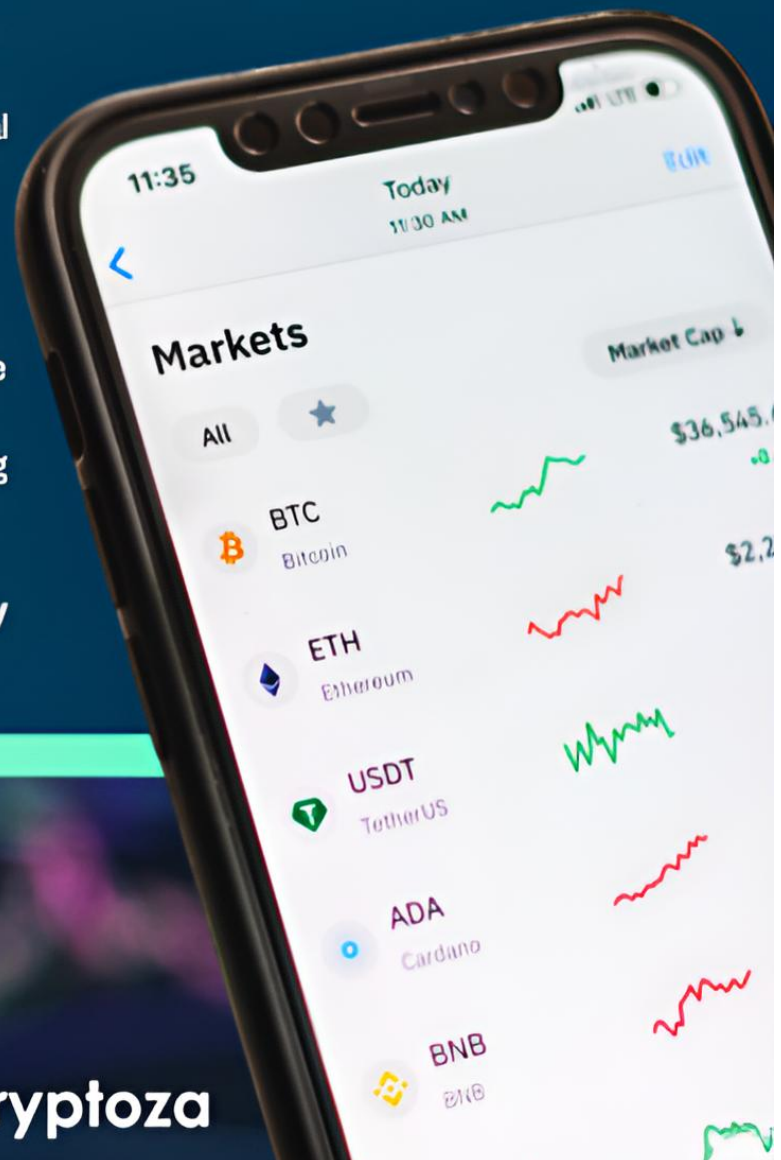 11:35
LTE
Today
11:30 AM
Edit
Markets
Market Cap
All
$36,545.
BTC
Bitcoin
$2,2
ETH
Ethereum
USDT
TetherUS
ADA
Cardano
BNB
BNB
ryptoza